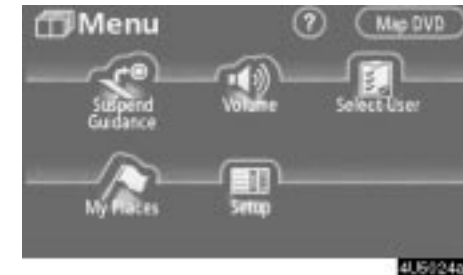 Menu ? Map DVD
Suspend Guidance Volume Select User
My Places Setup
4U5024a